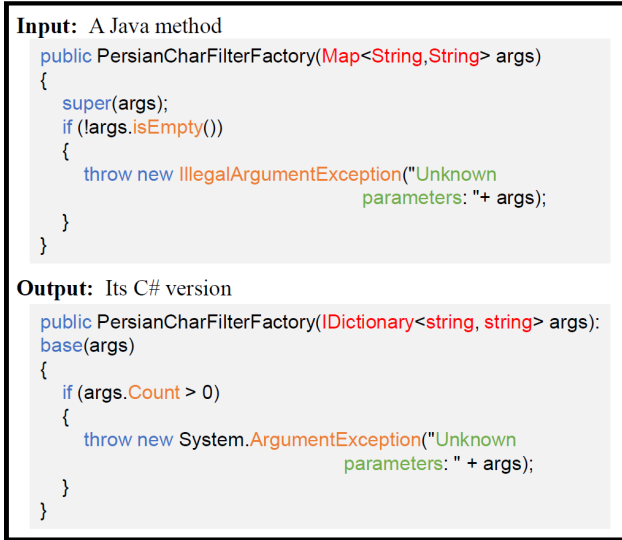 Input: A Java method
public PersianCharFilterFactory(Map<String,String> args)
{
super(args);
if (!args.isEmpty())
{
throw new IllegalArgumentException("Unknown
parameters: "+ args);
}
}
Output: Its C# version
public PersianCharFilterFactory(IDictionary<string, string> args):
base(args)
{
if (args.Count > 0)
{
throw new System.ArgumentException("Unknown
parameters: " + args);
}
}